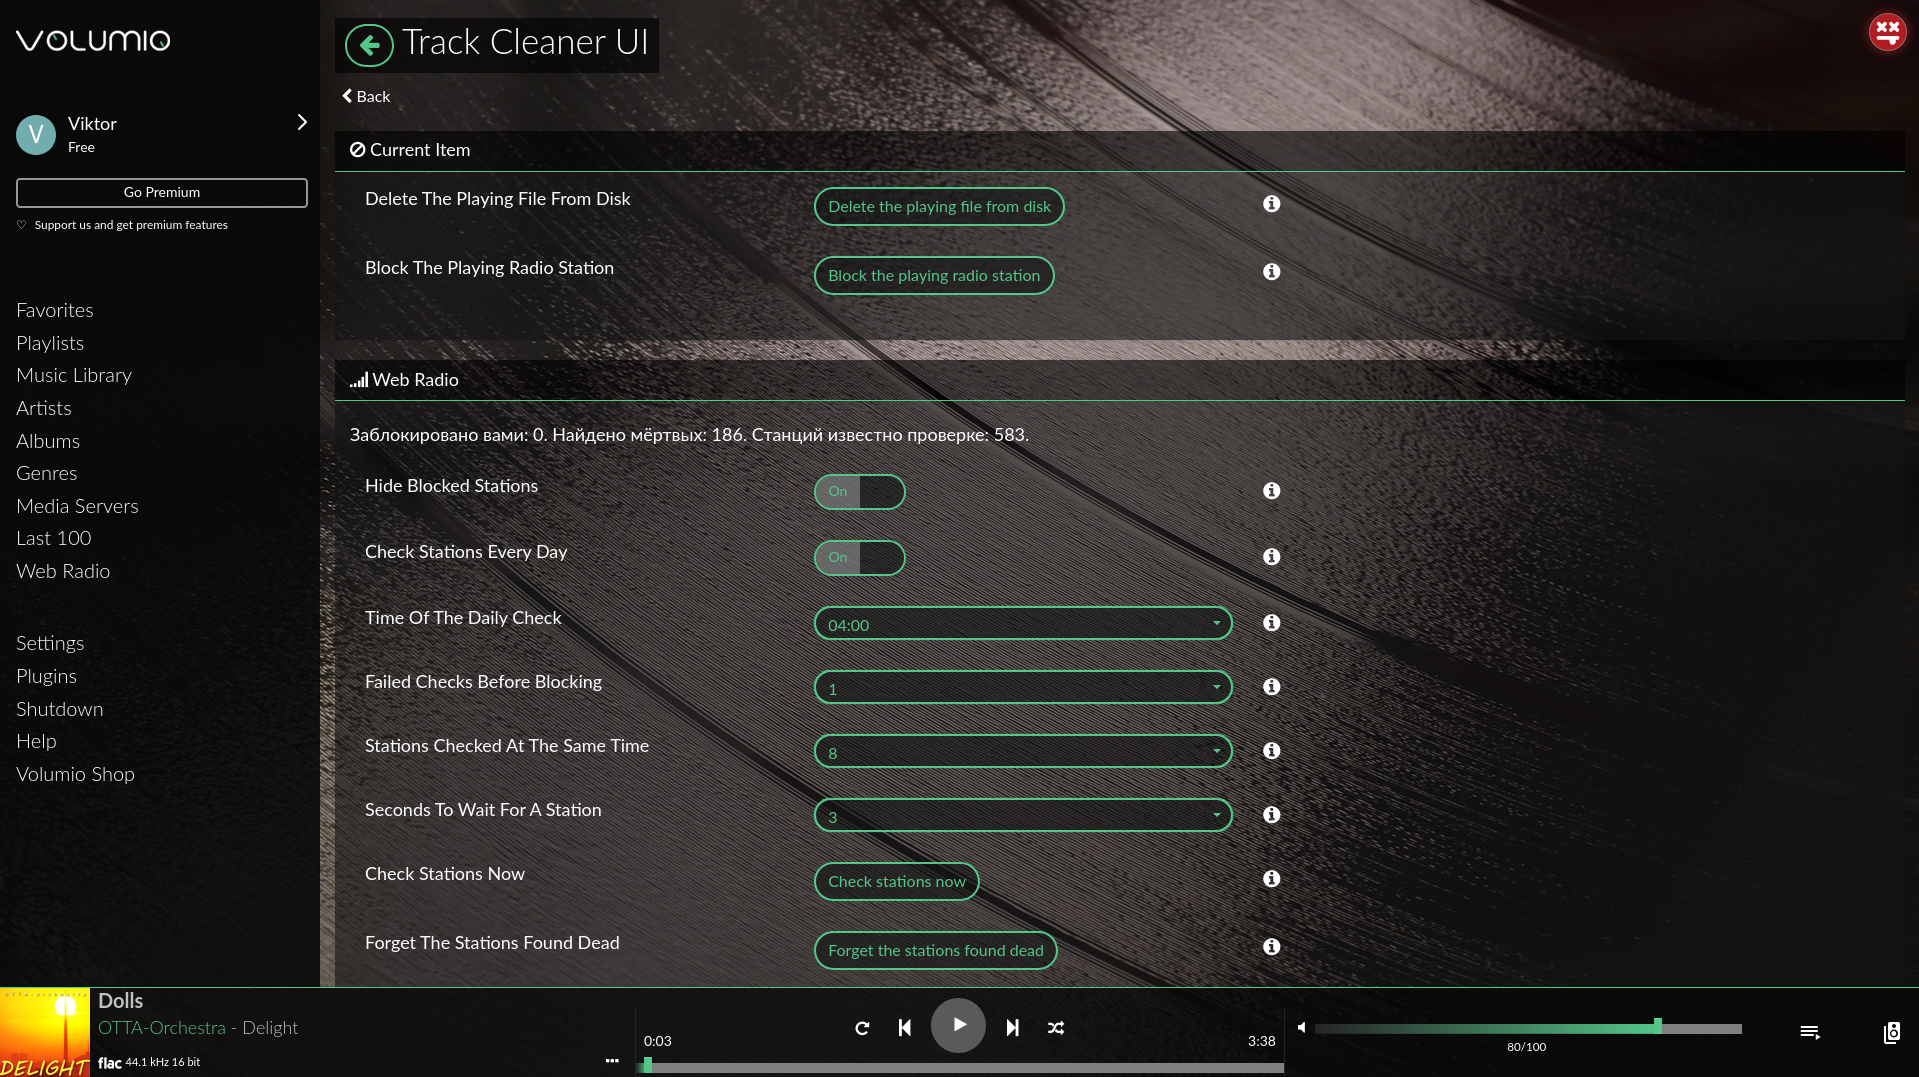 VOLUMIO
Track Cleaner UI
Back
V
Viktor
Free
Go Premium
♡ Support us and get premium features
Favorites
Playlists
Music Library
Artists
Albums
Genres
Media Servers
Last 100
Web Radio
Settings
Plugins
Shutdown
Help
Volumio Shop
Current Item
Delete The Playing File From Disk
Delete the playing file from disk
Block The Playing Radio Station
Block the playing radio station
Web Radio
Заблокировано вами: 0. Найдено мёртвых: 186. Станций известно проверке: 583.
Hide Blocked Stations
On
Check Stations Every Day
On
Time Of The Daily Check
04:00
Failed Checks Before Blocking
1
Stations Checked At The Same Time
8
Seconds To Wait For A Station
3
Check Stations Now
Check stations now
Forget The Stations Found Dead
Forget the stations found dead
OTTA-orchestra
DELIGHT
Dolls
OTTA-Orchestra - Delight
flac 44.1 kHz 16 bit
0:03
3:38
80/100